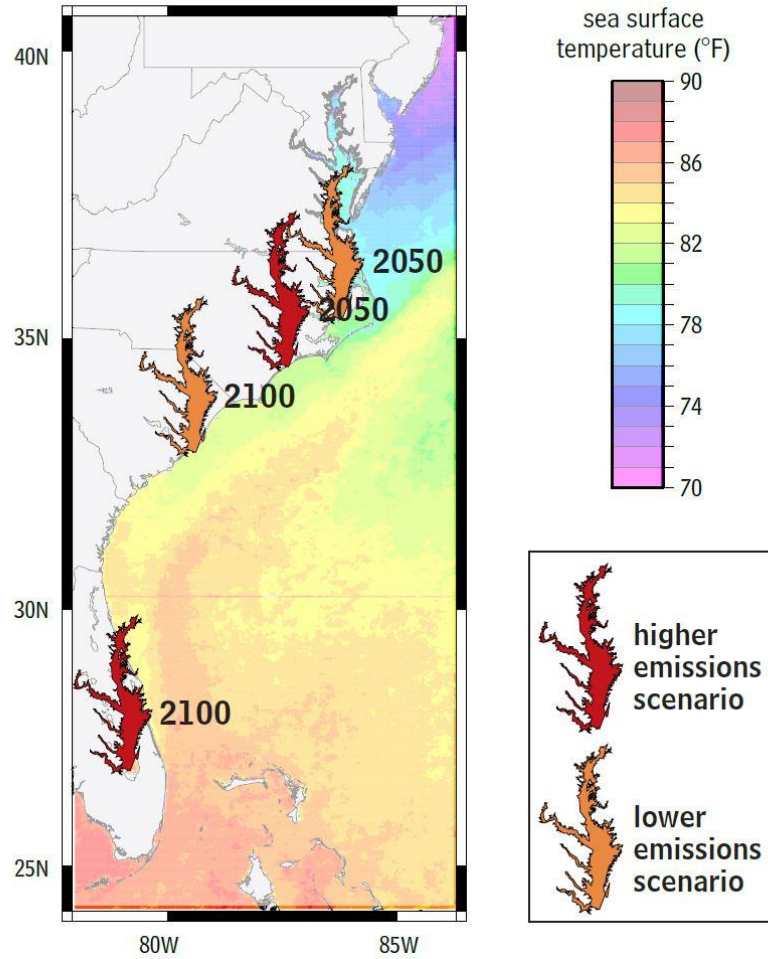 sea surface
temperature (°F)
40N
90
86
82
78
74
70
2050
2050
35N
2100
30N
2100
25N
80W
85W
higher
emissions
scenario
lower
emissions
scenario